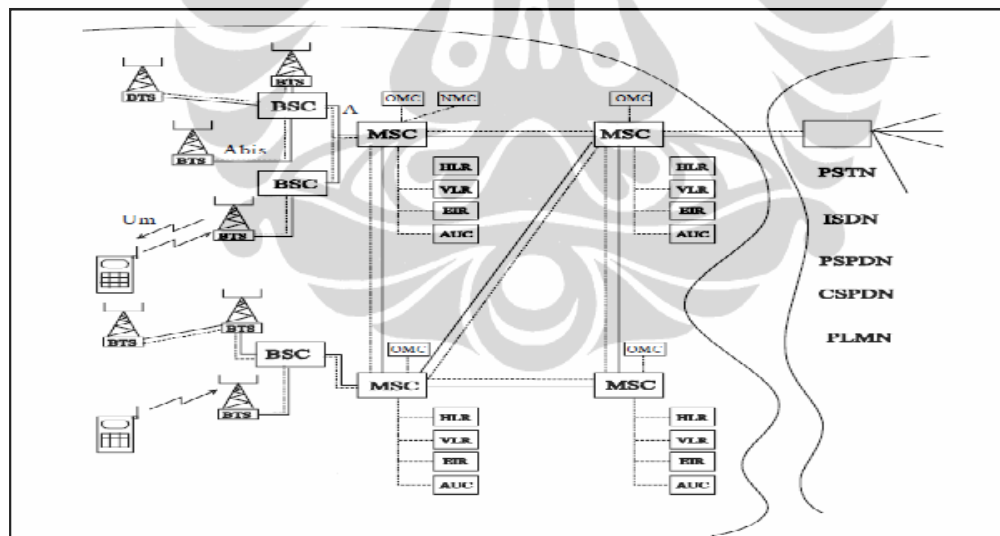 BTS
OMC NMC OMC
BTS
BSC
A
MSC MSC
Abis
BTS
HLR HLR
PSTN
BSC
VLR VLR
Um
BTS
EIR EIR
ISDN
AUC AUC
PSPDN
CSPDN
BTS
BTS
PLMN
BSC
OMC OMC
MSC MSC
BTS
HLR HLR
VLR VLR
EIR EIR
AUC AUC